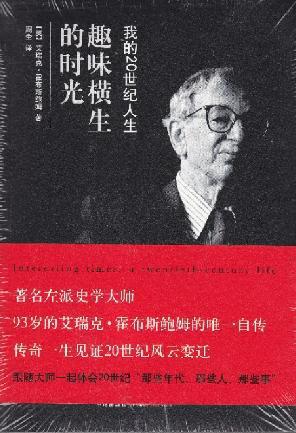 我的20世纪人生
趣味横生
的时光
[英] 艾瑞克·霍布斯鲍姆 著
周全 译
Interesting times: a twentieth-century life
著名左派史学大师
93岁的艾瑞克·霍布斯鲍姆的唯一自传
传奇一生见证20世纪风云变迁
跟随大师一起体会20世纪“那些年代、那些人、那些事”